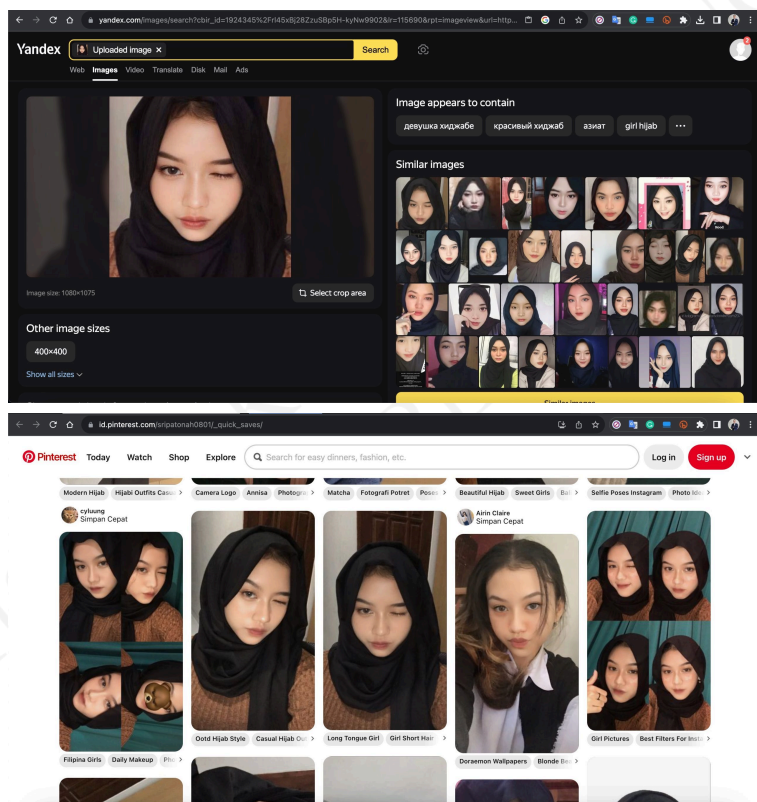 yandex.com/images/search?cbir_id=1924345%2FrI45xBj28ZzuSBp5H-kyNw9902&lr=115690&rpt=imageview&url=http...
Yandex
Uploaded image ×
Search
2
Web Images Video Translate Disk Mail Ads
Image appears to contain
девушка хиджабе
красивый хиджаб
азиат
girl hijab
Similar images
Image size: 1080×1075
Select crop area
Other image sizes
400×400
Show all sizes
Similar images
id.pinterest.com/sripatonah0801/_quick_saves/
Pinterest Today Watch Shop Explore
Search for easy dinners, fashion, etc.
Log in
Sign up
Modern Hijab Hijabi Outfits Casu
Camera Logo Annisa Photogra
Matcha Fotografi Potret Poses
Beautiful Hijab Sweet Girls
Selfie Poses Instagram Photo Ide
cyluung
Simpan Cepat
Airin Claire
Simpan Cepat
Ootd Hijab Style Casual Hijab Ou
Long Tongue Girl Girl Short Hair
Girl Pictures Best Filters For Insta
Filipina Girls Daily Makeup
Doraemon Wallpapers Blonde Be